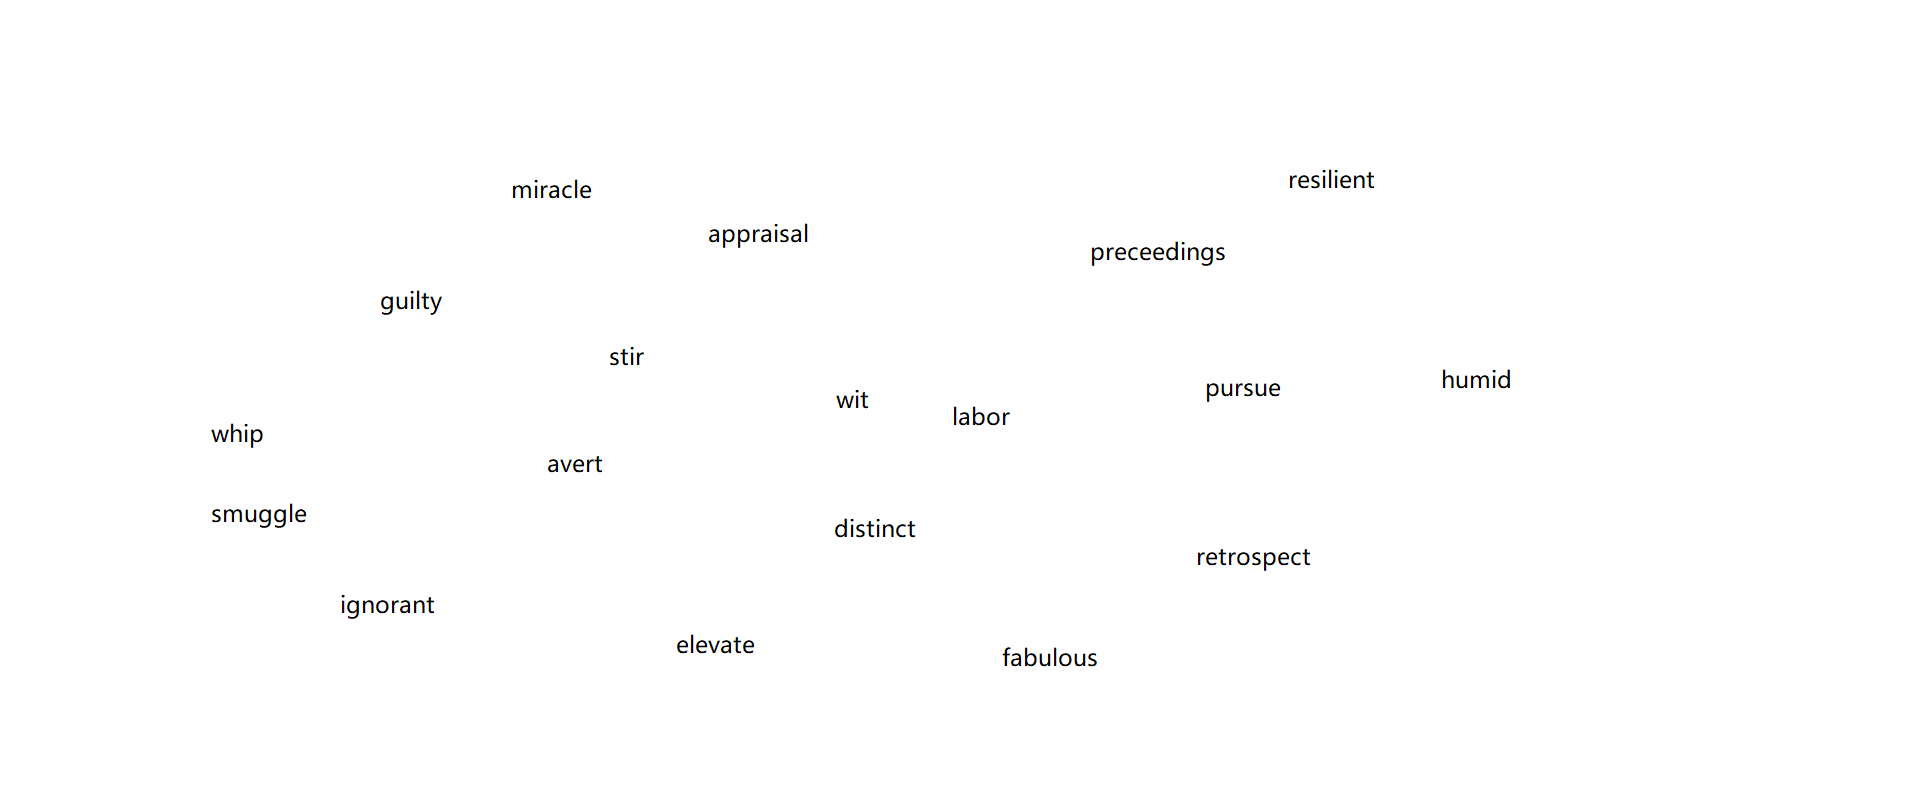 resilient
miracle
appraisal
preceedings
guilty
stir
humid
pursue
wit
labor
whip
avert
smuggle
distinct
retrospect
ignorant
elevate
fabulous